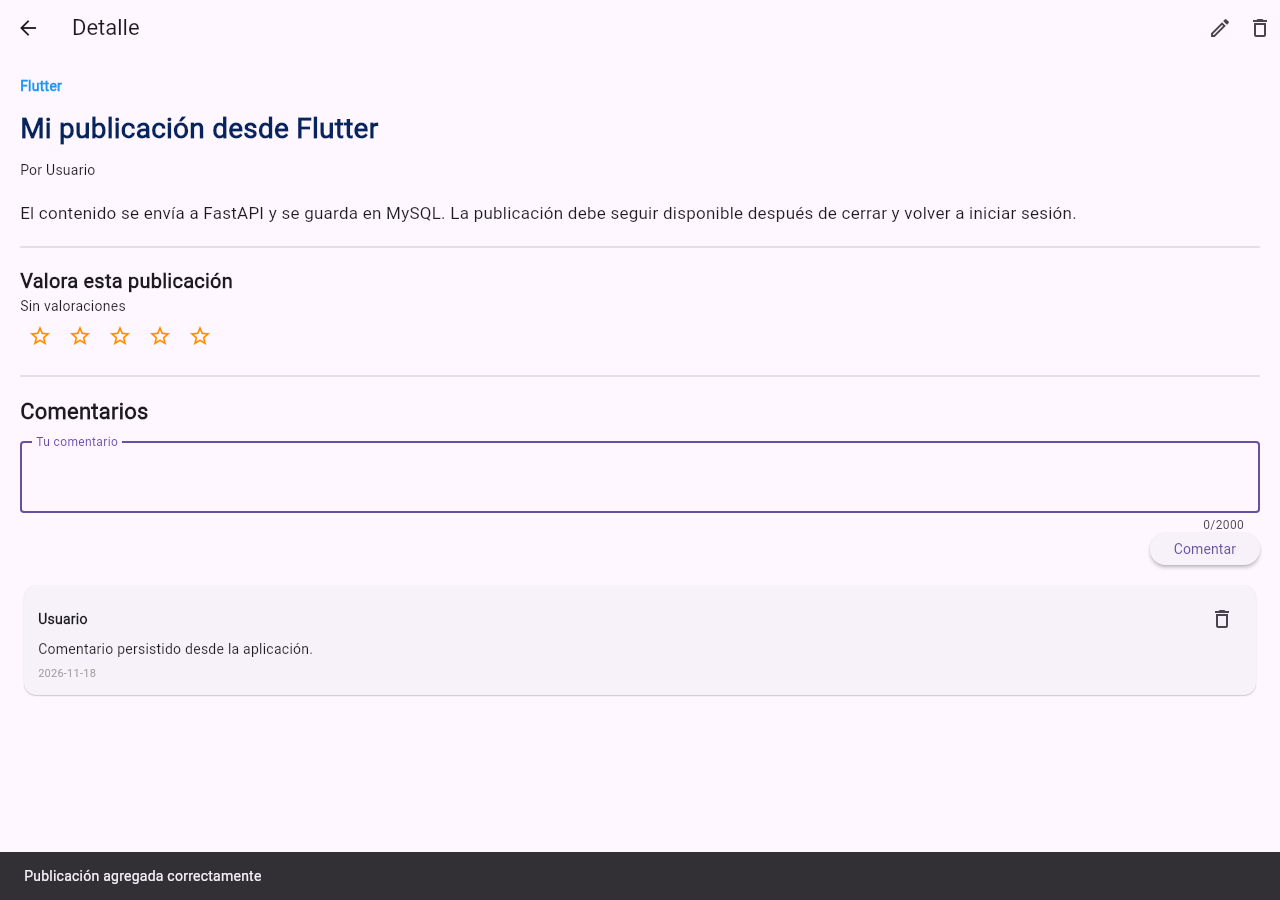 Detalle
Flutter
Mi publicación desde Flutter
Por Usuario
El contenido se envía a FastAPI y se guarda en MySQL. La publicación debe seguir disponible después de cerrar y volver a iniciar sesión.
Valora esta publicación
Sin valoraciones
Comentarios
Tu comentario
0/2000
Comentar
Usuario
Comentario persistido desde la aplicación.
2026-11-18
Publicación agregada correctamente